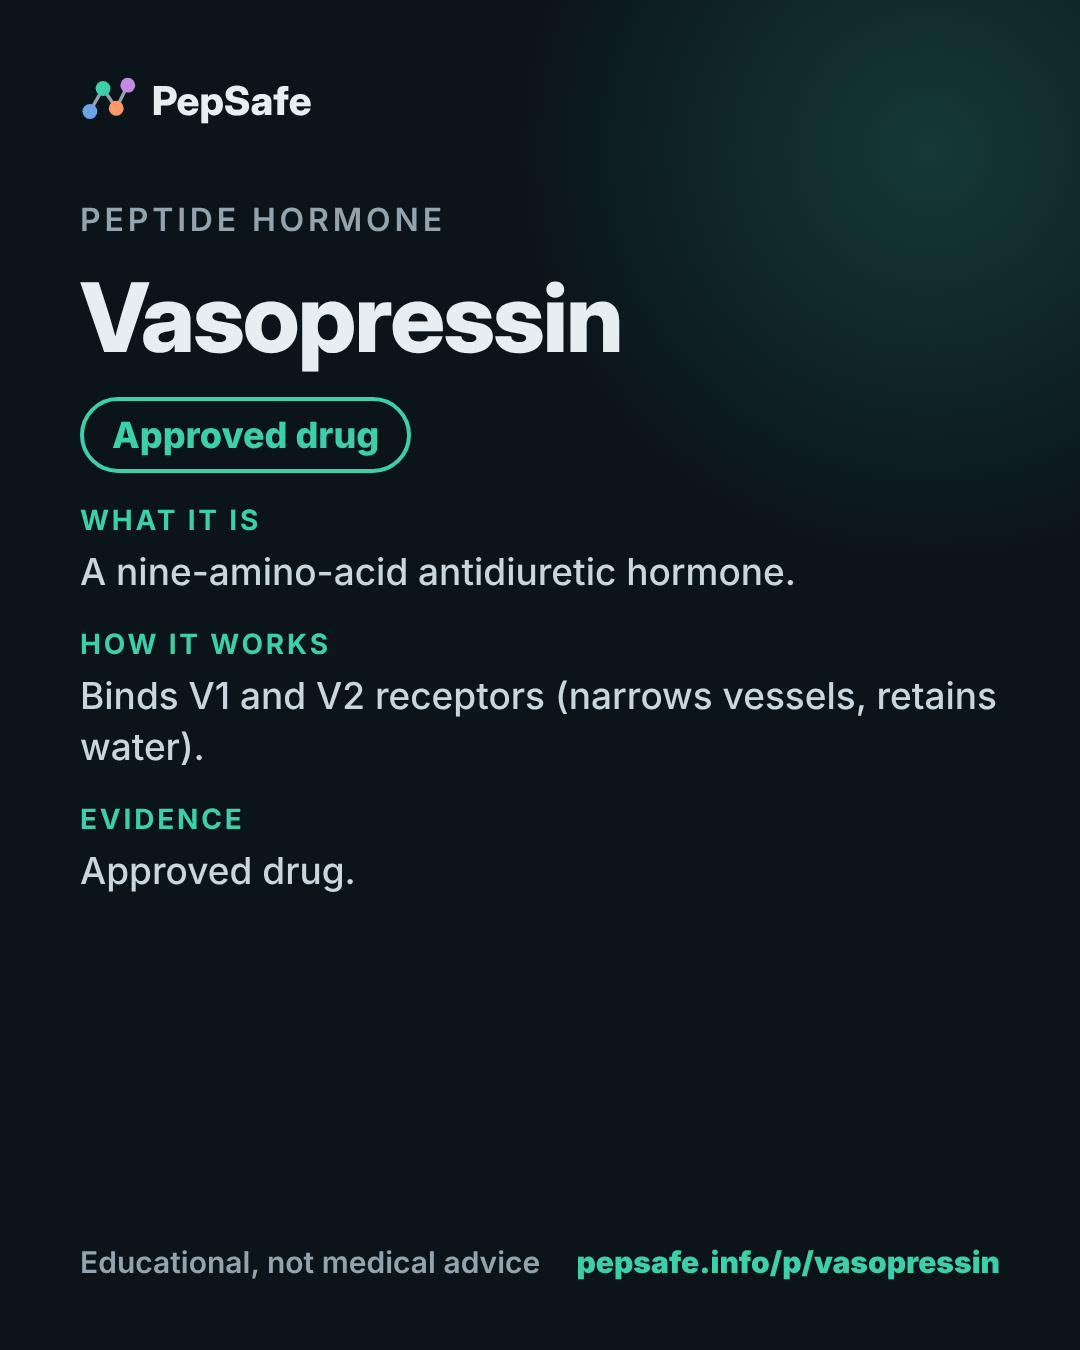 PepSafe
PEPTIDE HORMONE
Vasopressin
Approved drug
WHAT IT IS
A nine-amino-acid antidiuretic hormone.
HOW IT WORKS
Binds V1 and V2 receptors (narrows vessels, retains
water).
EVIDENCE
Approved drug.
Educational, not medical advice pepsafe.info/p/vasopressin